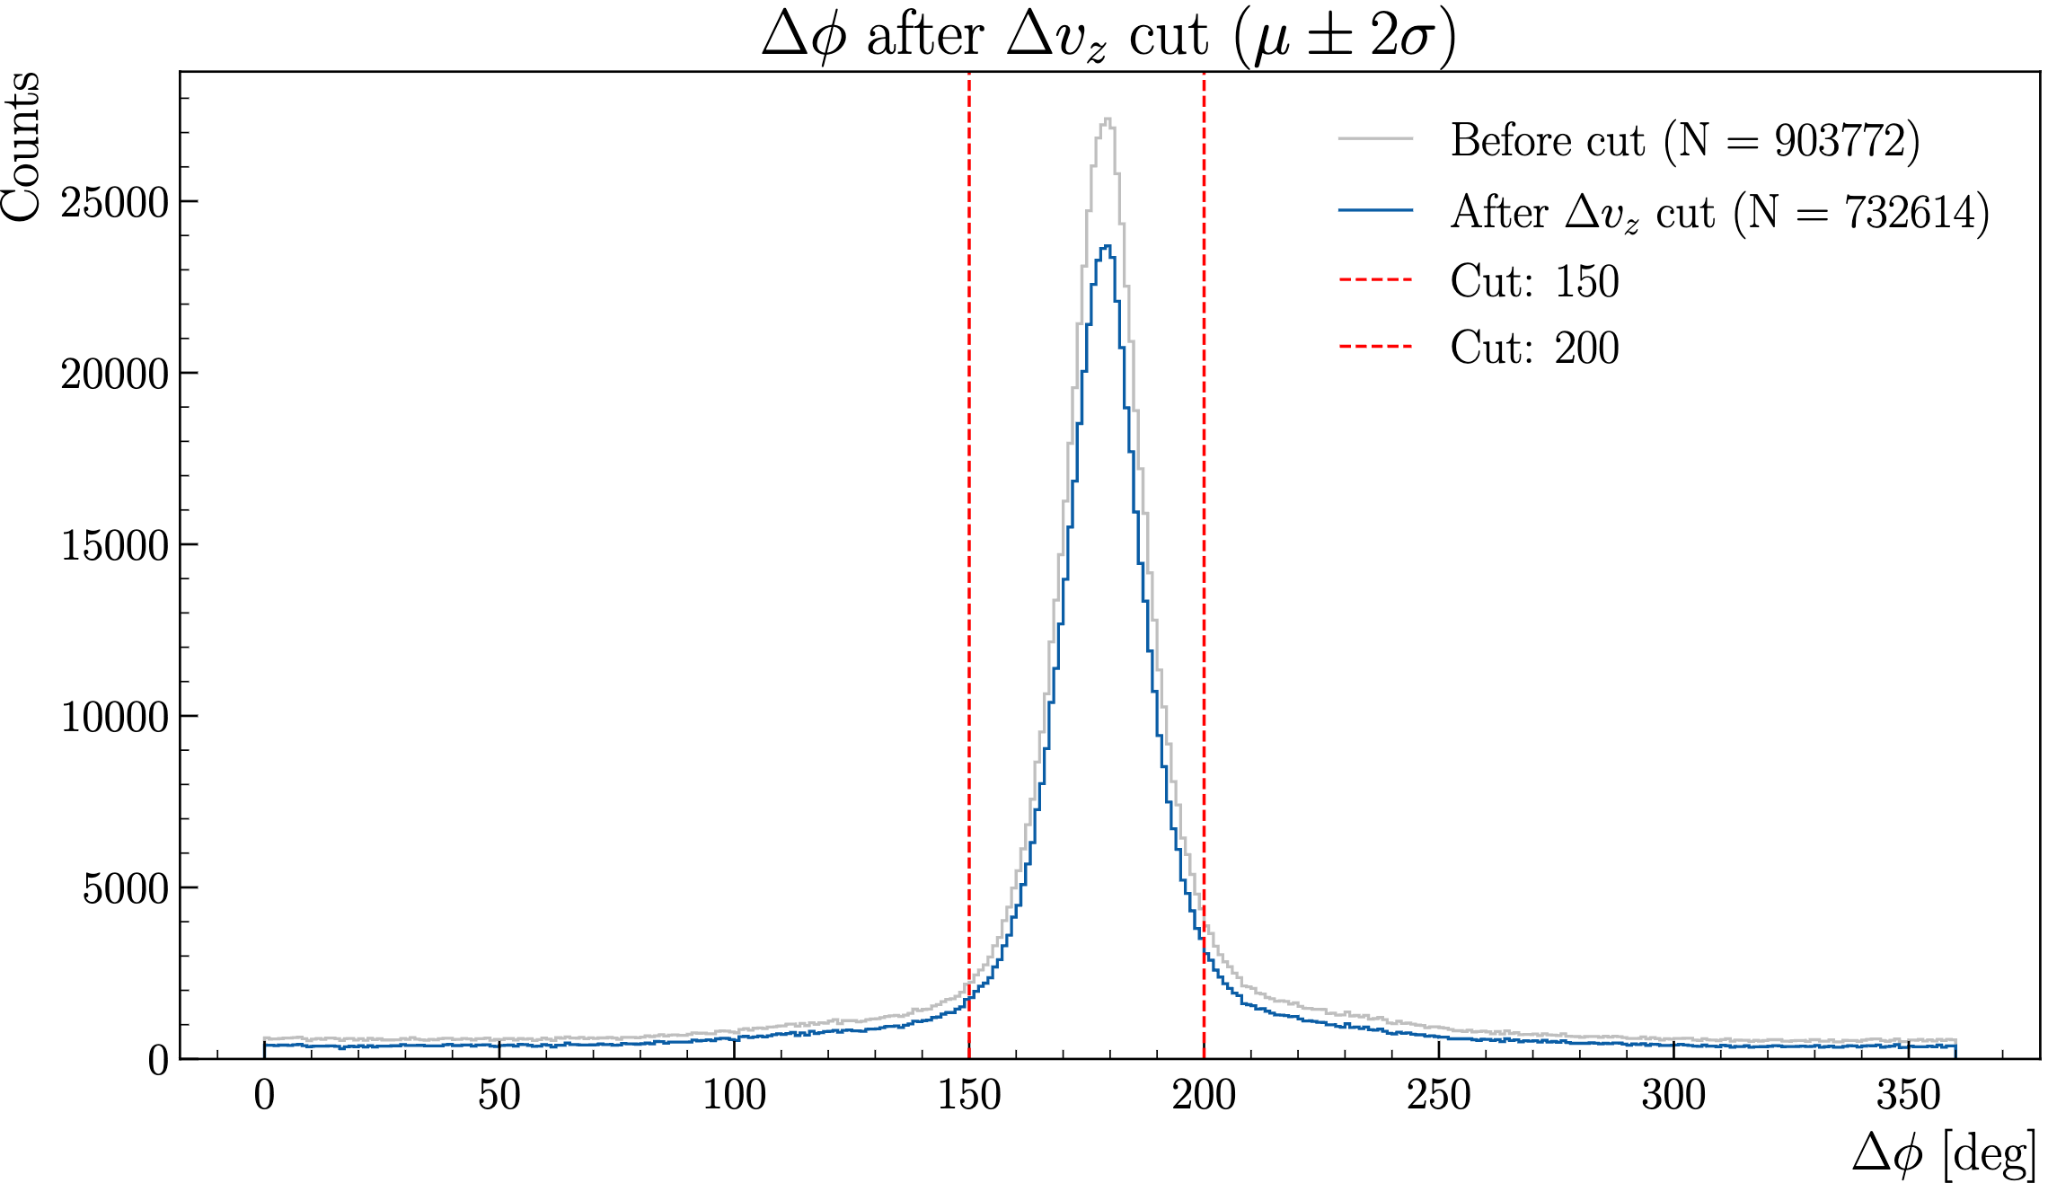 Δϕ after Δv_z cut (μ ± 2σ)
Counts
Before cut (N = 903772)
After Δv_z cut (N = 732614)
Cut: 150
Cut: 200
25000
20000
15000
10000
5000
0
0 50 100 150 200 250 300 350
Δϕ [deg]